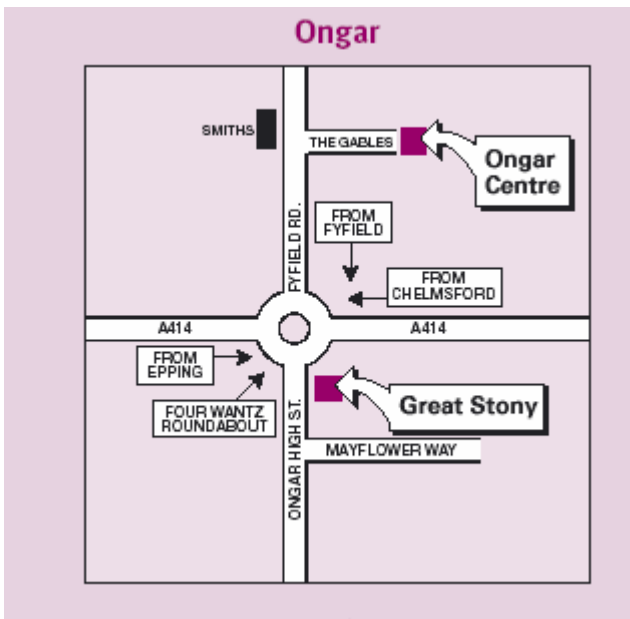 Ongar
SMITHS
THE GABLES
Ongar
Centre
FYFIELD RD.
FROM
FYFIELD
FROM
CHELMSFORD
A414
A414
FROM
EPPING
FOUR WANTZ
ROUNDABOUT
Great Stony
ONGAR HIGH ST.
MAYFLOWER WAY